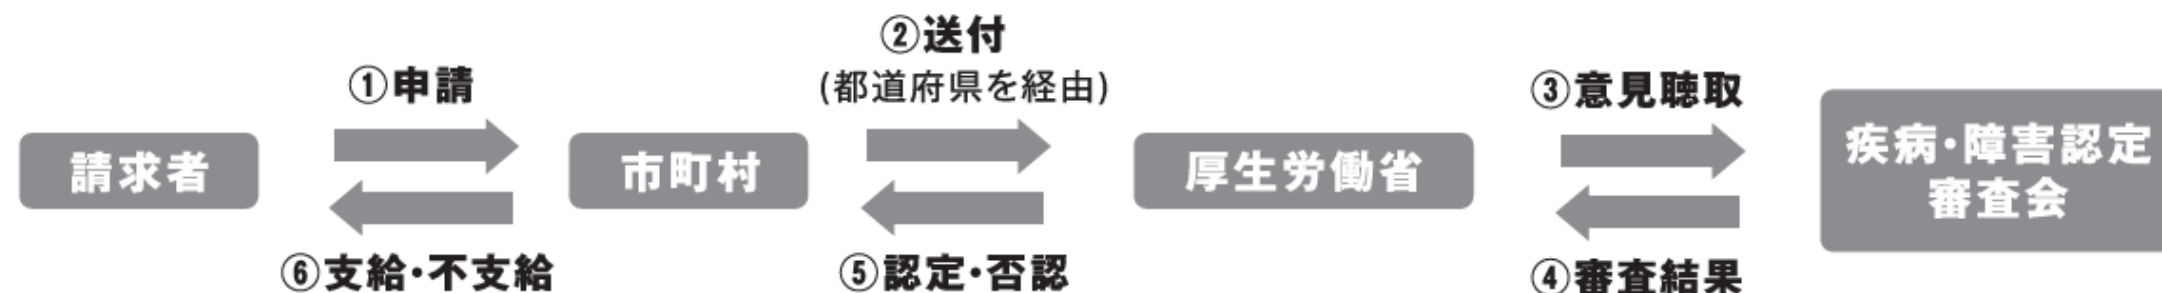 ②送付
(都道府県を経由)
①申請
③意見聴取
請求者
市町村
厚生労働省
疾病・障害認定
審査会
⑥支給・不支給
⑤認定・否認
④審査結果